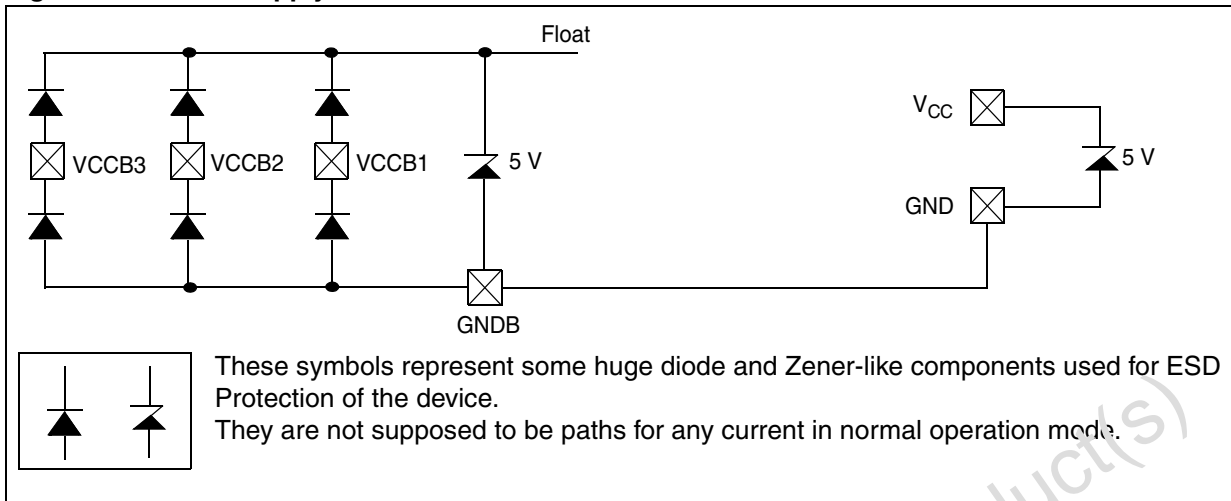 Float
VCCB3
VCCB2
VCCB1
5 V
VCC
5 V
GND
GNDB
These symbols represent some huge diode and Zener-like components used for ESD
Protection of the device.
They are not supposed to be paths for any current in normal operation mode.